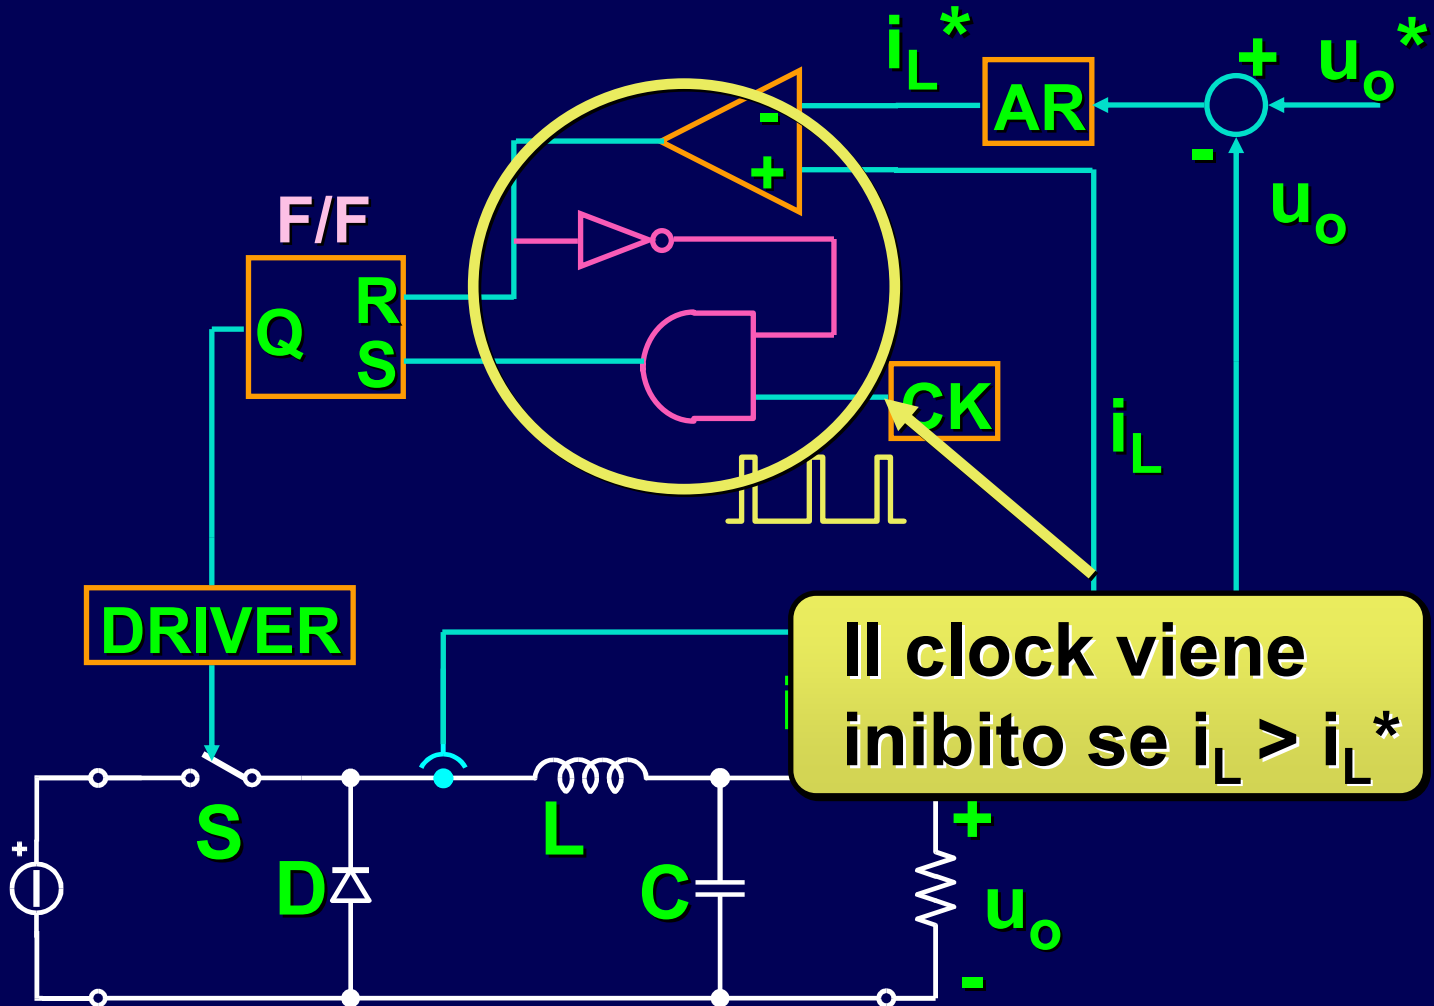 iL*
AR
+
uo*
-
+
-
uo
F/F
R
Q
S
CK
iL
DRIVER
Il clock viene
inibito se iL > iL*
S
L
+
+
D
C
uo
-